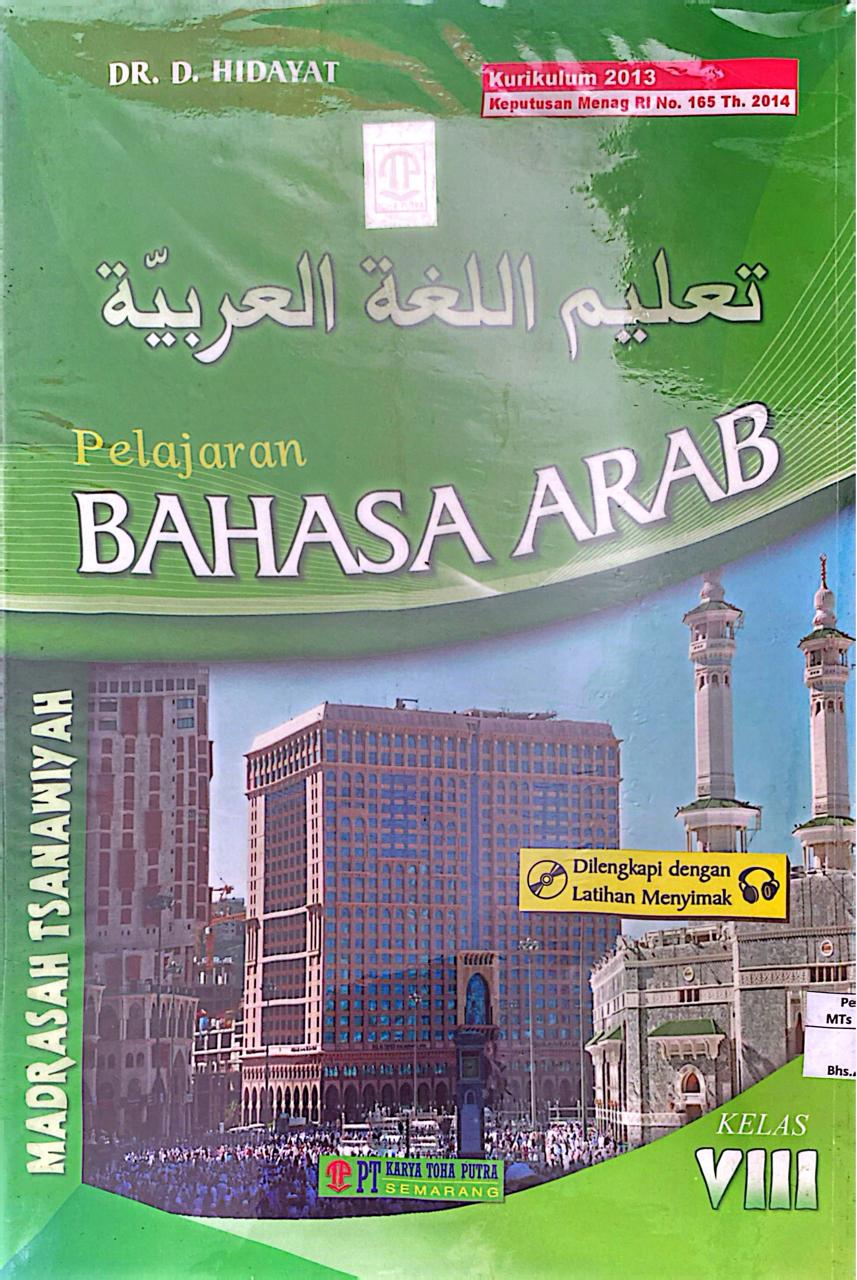 DR. D. HIDAYAT
Kurikulum 2013
Keputusan Menag RI No. 165 Th. 2014
تعليم اللغة العربيّة
Pelajaran
BAHASA ARAB
MADRASAH TSANAWIYAH
Dilengkapi dengan
Latihan Menyimak
Pe
MTs
Bhs.
KELAS
VIII
PT KARYA TOHA PUTRA
SEMARANG